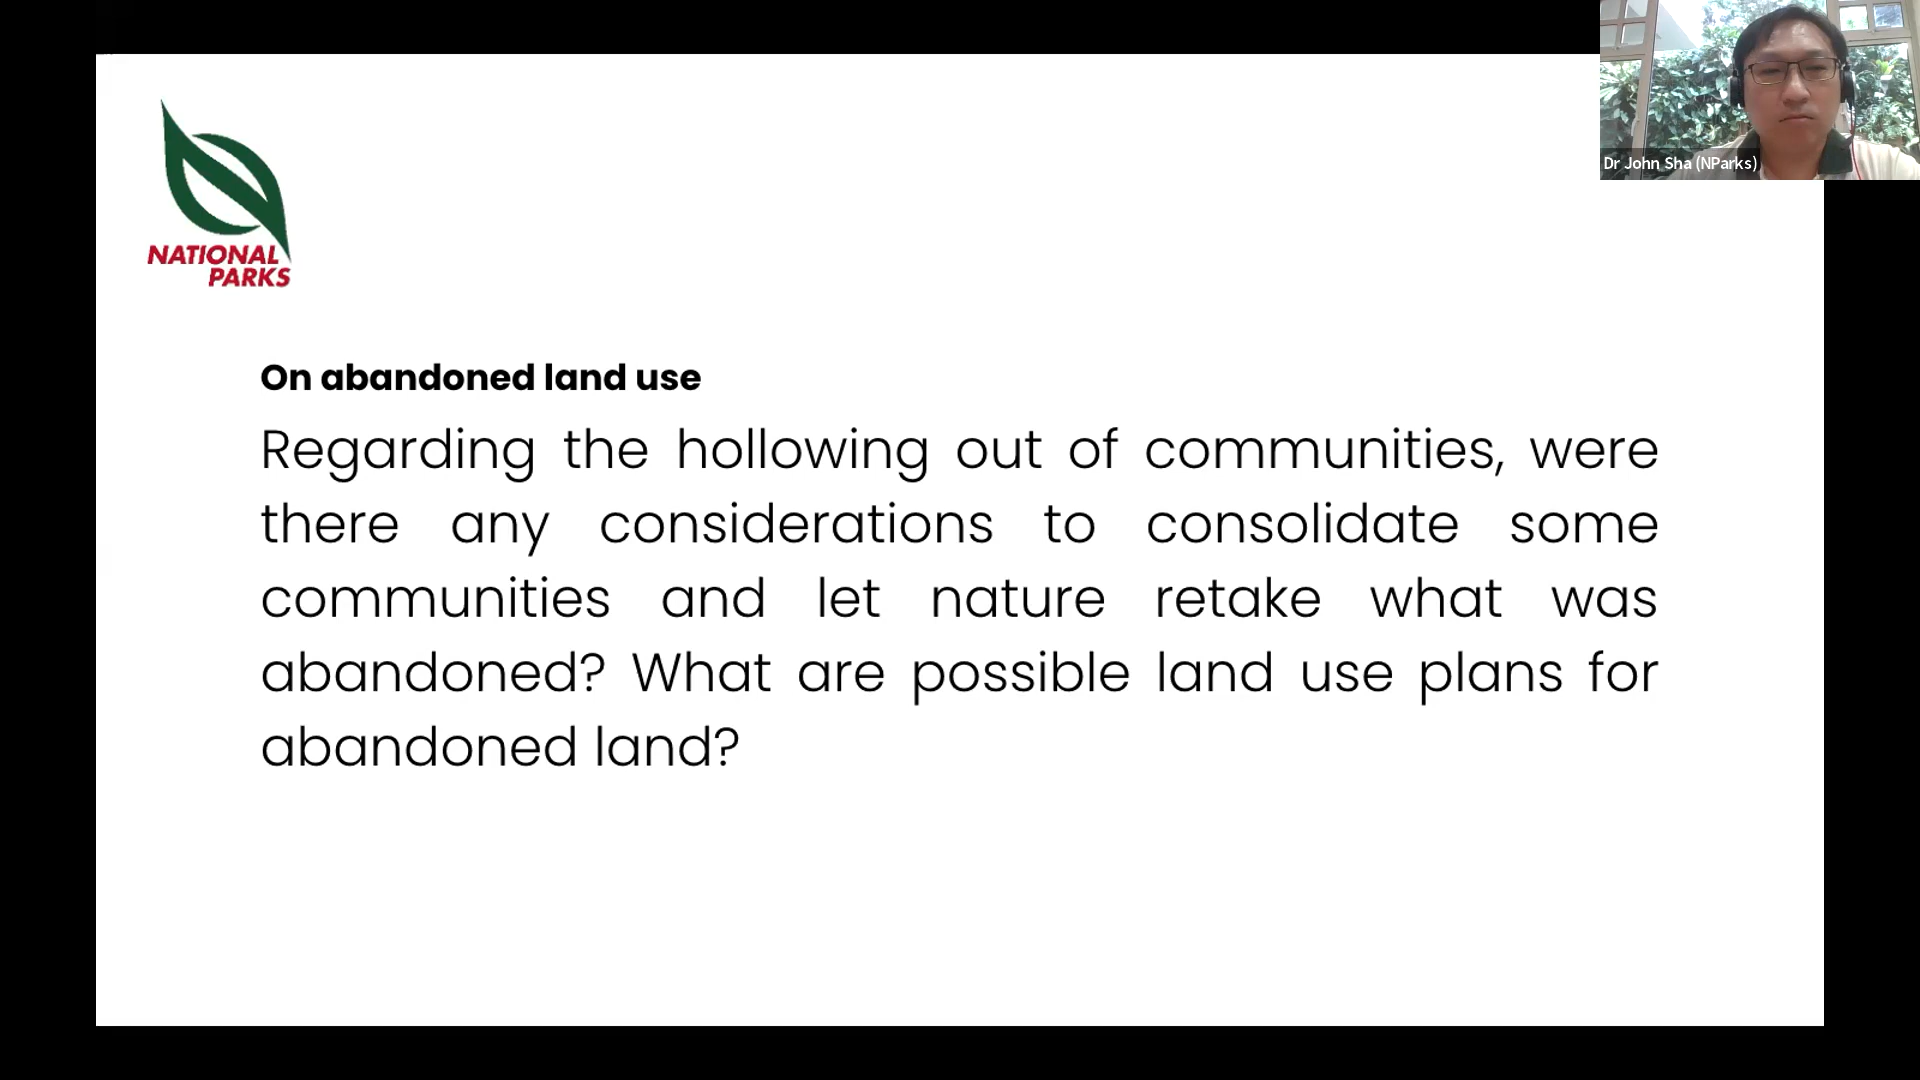 Dr John Sha (NParks)
NATIONAL
PARKS
On abandoned land use
Regarding the hollowing out of communities, were
there any considerations to consolidate some
communities and let nature retake what was
abandoned? What are possible land use plans for
abandoned land?